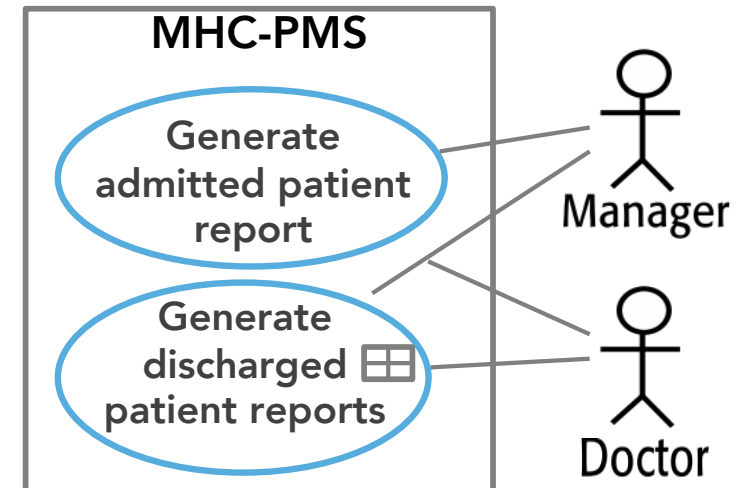 MHC-PMS
Generate
admitted patient
report
Manager
Generate
discharged
patient reports
Doctor